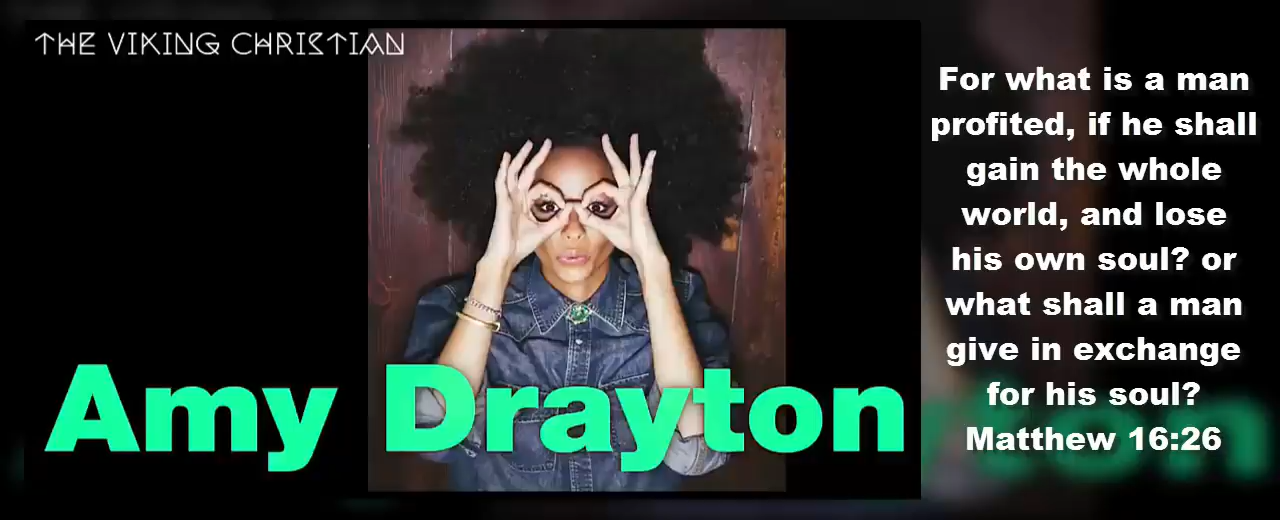 THE VIKING CHRISTIAN
Amy Drayton
For what is a man
profited, if he shall
gain the whole
world, and lose
his own soul? or
what shall a man
give in exchange
for his soul?
Matthew 16:26